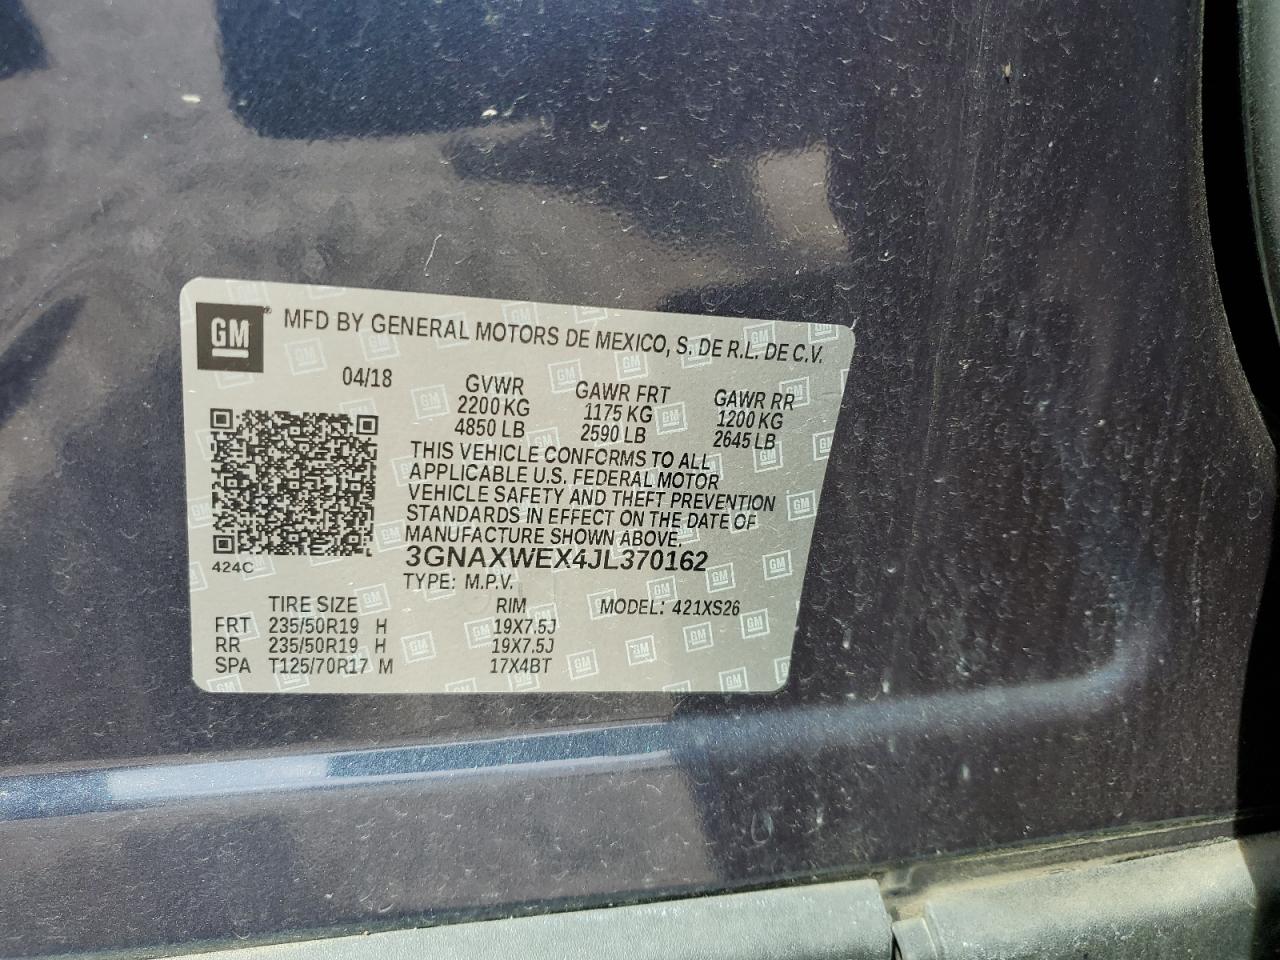 GM® MFD BY GENERAL MOTORS DE MEXICO, S. DE R.L. DE C.V.
04/18 GVWR GAWR FRT GAWR RR
2200 KG 1175 KG 1200 KG
4850 LB 2590 LB 2645 LB
THIS VEHICLE CONFORMS TO ALL
APPLICABLE U.S. FEDERAL MOTOR
VEHICLE SAFETY AND THEFT PREVENTION
STANDARDS IN EFFECT ON THE DATE OF
MANUFACTURE SHOWN ABOVE.
424C 3GNAXWEX4JL370162
TYPE: M.P.V.
TIRE SIZE RIM MODEL: 421XS26
FRT 235/50R19 H 19X7.5J
RR 235/50R19 H 19X7.5J
SPA T125/70R17 M 17X4BT